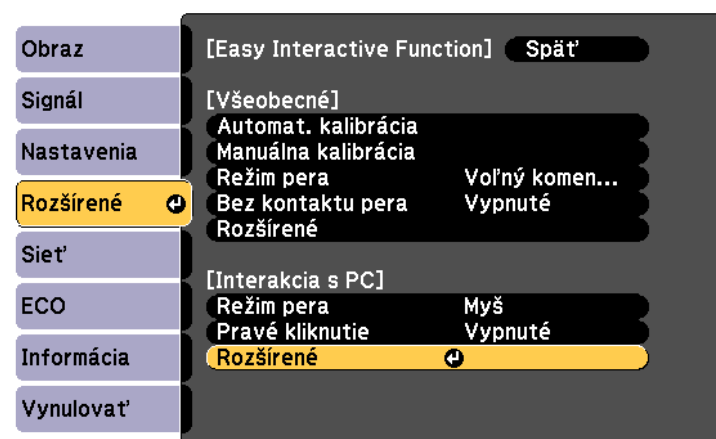 Obraz
Signál
Nastavenia
Rozšírené
Sieť
ECO
Informácia
Vynulovať
[Easy Interactive Function] Späť
[Všeobecné]
Automat. kalibrácia
Manuálna kalibrácia
Režim pera Voľný komen...
Bez kontaktu pera Vypnuté
Rozšírené
[Interakcia s PC]
Režim pera Myš
Pravé kliknutie Vypnuté
Rozšírené